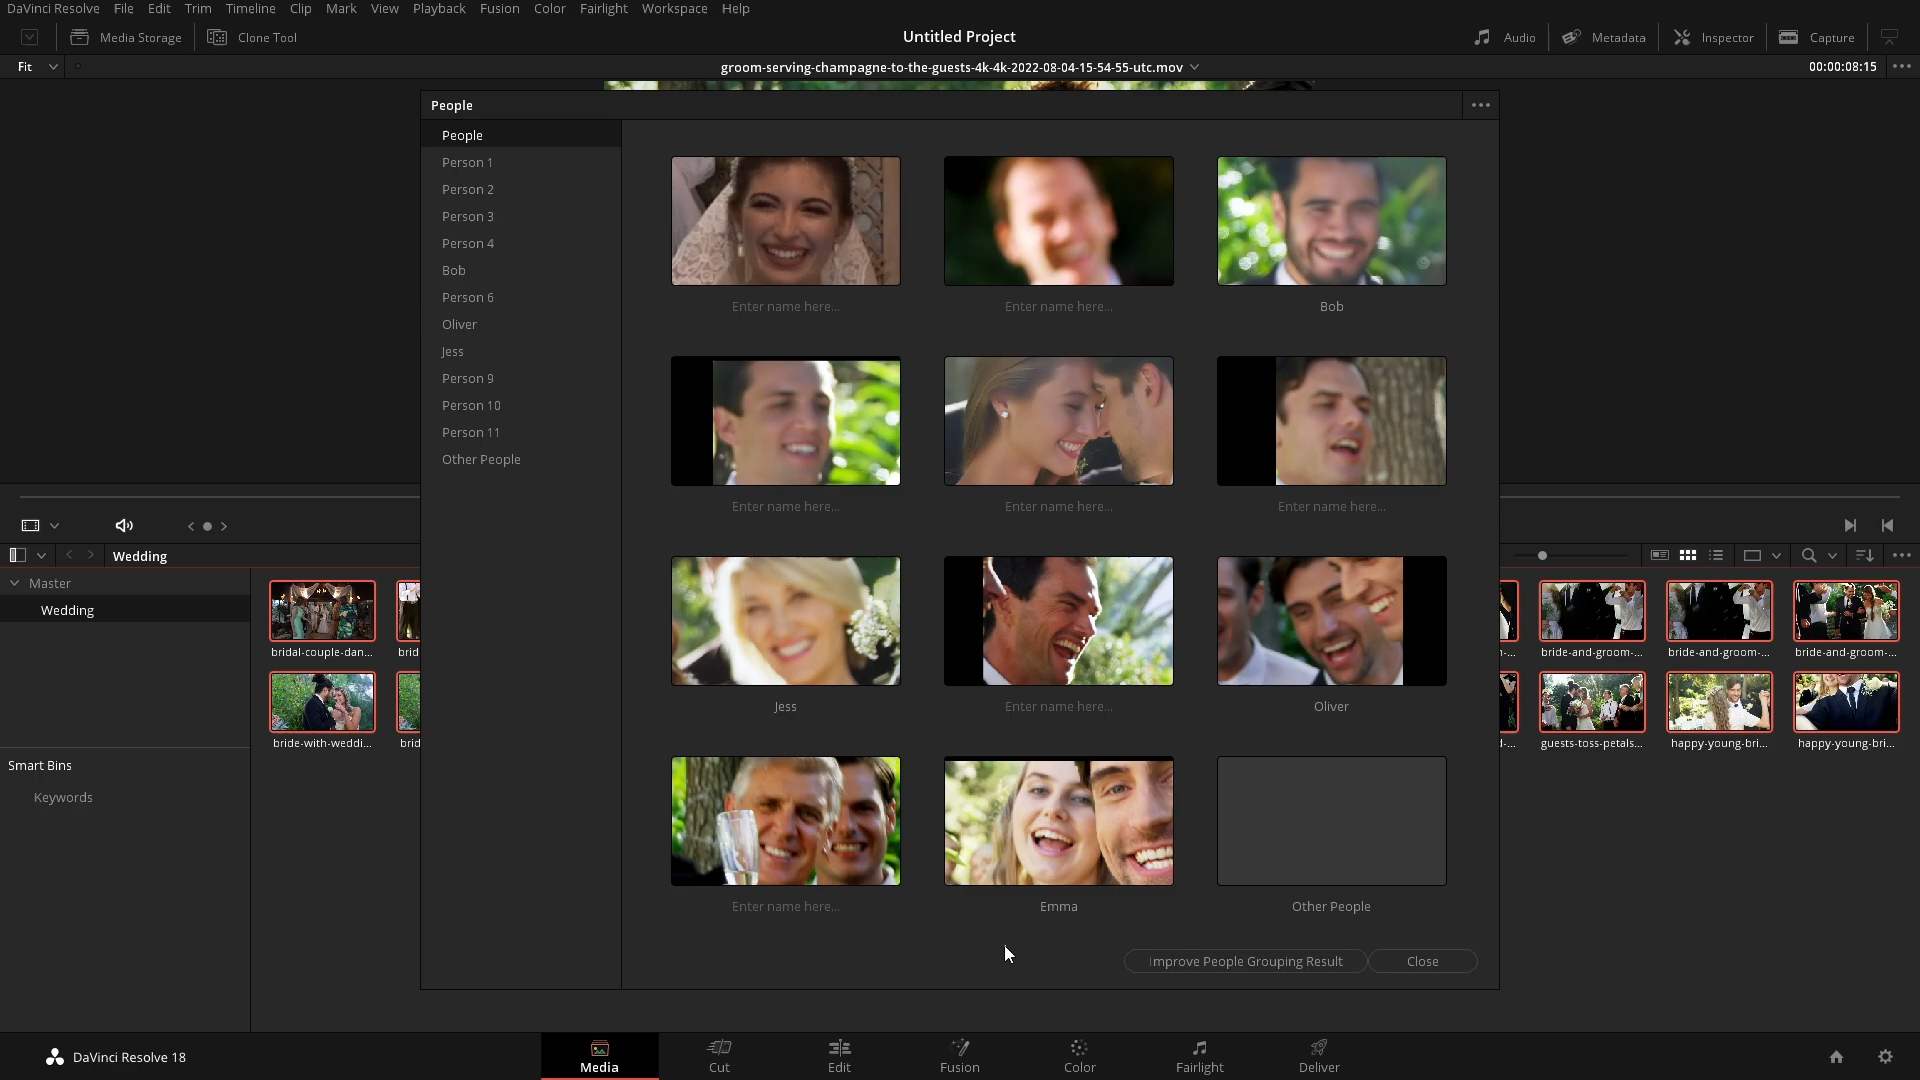 DaVinci Resolve File Edit Trim Timeline Clip Mark View Playback Fusion Color Fairlight Workspace Help
Media Storage Clone Tool Untitled Project Audio Metadata Inspector Capture
Fit groom-serving-champagne-to-the-guests-4k-4k-2022-08-04-15-54-55-utc.mov 00:00:08:15
People
People
Person 1
Person 2
Person 3
Person 4
Bob
Person 6
Oliver
Jess
Person 9
Person 10
Person 11
Other People
Enter name here... Enter name here... Bob
Enter name here... Enter name here... Enter name here...
Jess Enter name here... Oliver
Enter name here... Emma Other People
Improve People Grouping Result Close
Wedding
Master
Wedding
Smart Bins
Keywords
bridal-couple-dan... brid n-... bride-and-groom-... bride-and-groom-... bride-and-groom-...
bride-with-weddi... brid d-... guests-toss-petals... happy-young-bri... happy-young-bri...
DaVinci Resolve 18 Media Cut Edit Fusion Color Fairlight Deliver